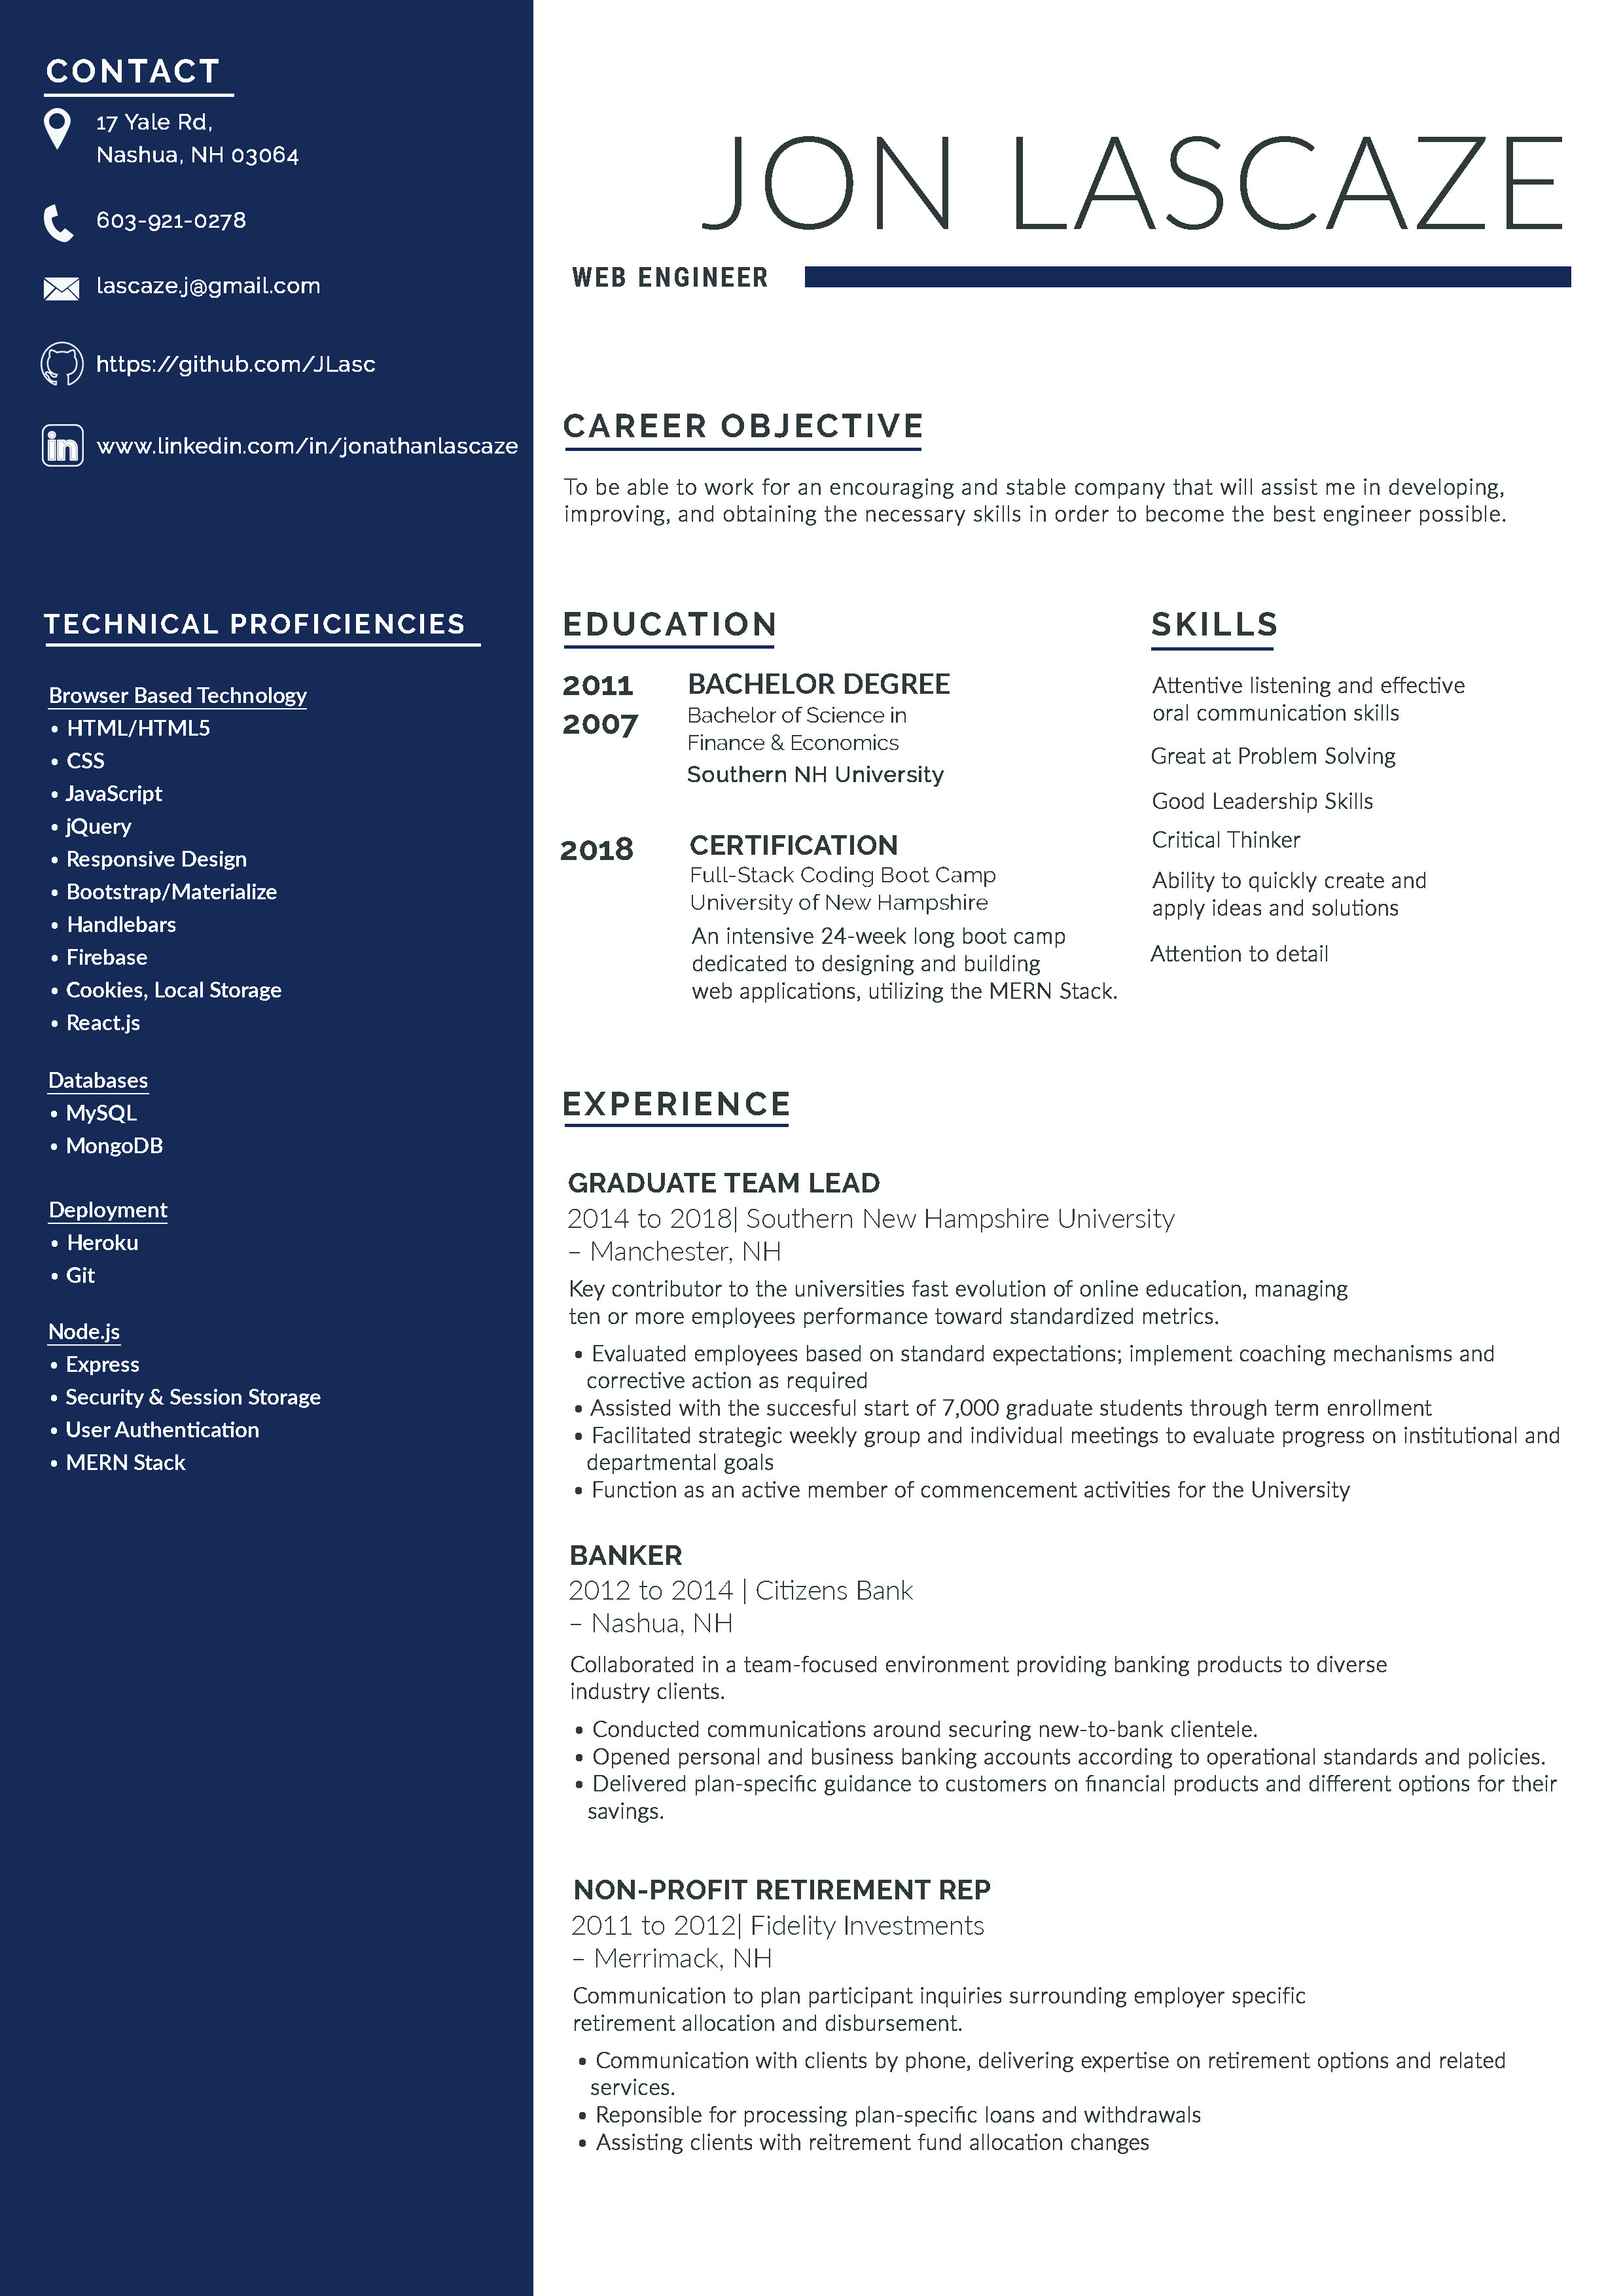 CONTACT
17 Yale Rd,
Nashua, NH 03064
603-921-0278
lascaze.j@gmail.com
https://github.com/JLasc
www.linkedin.com/in/jonathanlascaze
TECHNICAL PROFICIENCIES
Browser Based Technology
• HTML/HTML5
• CSS
• JavaScript
• jQuery
• Responsive Design
• Bootstrap/Materialize
• Handlebars
• Firebase
• Cookies, Local Storage
• React.js
Databases
• MySQL
• MongoDB
Deployment
• Heroku
• Git
Node.js
• Express
• Security & Session Storage
• User Authentication
• MERN Stack
JON LASCAZE
WEB ENGINEER
CAREER OBJECTIVE
To be able to work for an encouraging and stable company that will assist me in developing,
improving, and obtaining the necessary skills in order to become the best engineer possible.
EDUCATION
2011
2007
BACHELOR DEGREE
Bachelor of Science in
Finance & Economics
Southern NH University
2018
CERTIFICATION
Full-Stack Coding Boot Camp
University of New Hampshire
An intensive 24-week long boot camp
dedicated to designing and building
web applications, utilizing the MERN Stack.
SKILLS
Attentive listening and effective
oral communication skills
Great at Problem Solving
Good Leadership Skills
Critical Thinker
Ability to quickly create and
apply ideas and solutions
Attention to detail
EXPERIENCE
GRADUATE TEAM LEAD
2014 to 2018| Southern New Hampshire University
– Manchester, NH
Key contributor to the universities fast evolution of online education, managing
ten or more employees performance toward standardized metrics.
• Evaluated employees based on standard expectations; implement coaching mechanisms and
corrective action as required
• Assisted with the succesful start of 7,000 graduate students through term enrollment
• Facilitated strategic weekly group and individual meetings to evaluate progress on institutional and
departmental goals
• Function as an active member of commencement activities for the University
BANKER
2012 to 2014 | Citizens Bank
– Nashua, NH
Collaborated in a team-focused environment providing banking products to diverse
industry clients.
• Conducted communications around securing new-to-bank clientele.
• Opened personal and business banking accounts according to operational standards and policies.
• Delivered plan-specific guidance to customers on financial products and different options for their
savings.
NON-PROFIT RETIREMENT REP
2011 to 2012| Fidelity Investments
– Merrimack, NH
Communication to plan participant inquiries surrounding employer specific
retirement allocation and disbursement.
• Communication with clients by phone, delivering expertise on retirement options and related
services.
• Reponsible for processing plan-specific loans and withdrawals
• Assisting clients with reitrement fund allocation changes